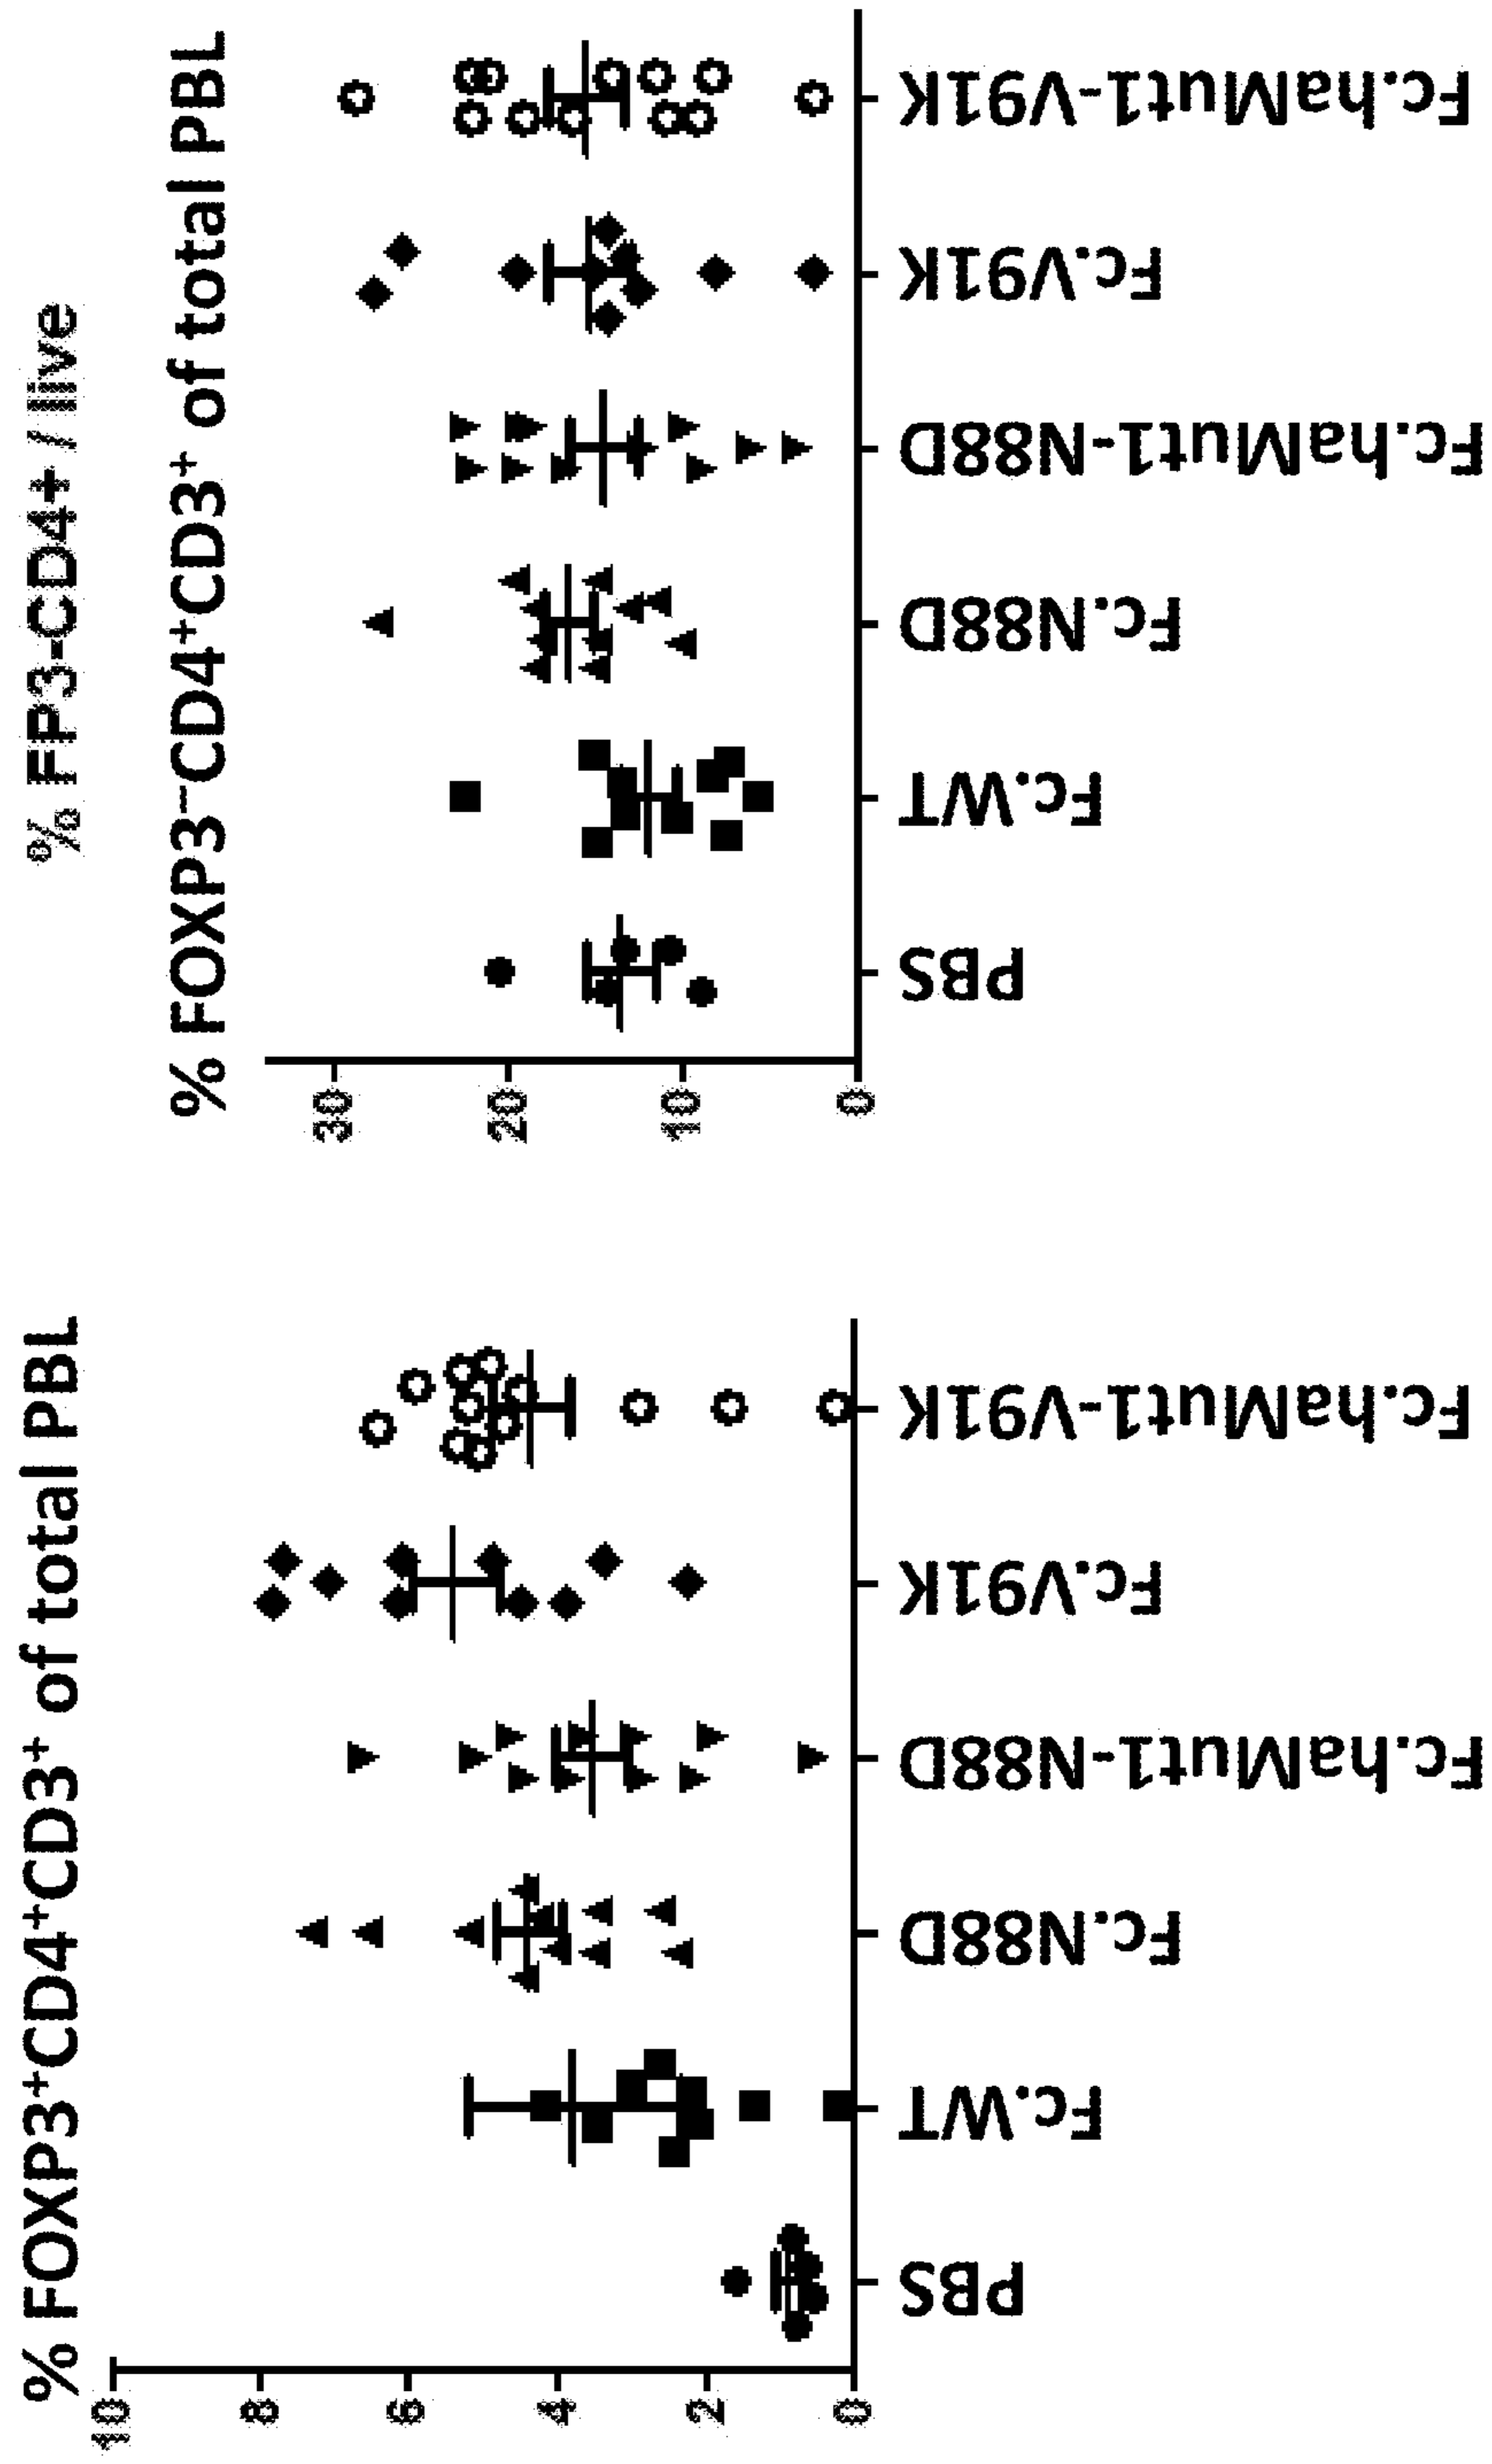 % FOXP3⁺CD4⁺CD3⁺ of total PBL
10
8
6
4
2
0
PBS
Fc.WT
Fc.N88D
Fc.haMut1-N88D
Fc.V91K
Fc.haMut1-V91K
% FP3-CD4+ / live
% FOXP3⁻CD4⁺CD3⁺ of total PBL
30
20
10
0
PBS
Fc.WT
Fc.N88D
Fc.haMut1-N88D
Fc.V91K
Fc.haMut1-V91K